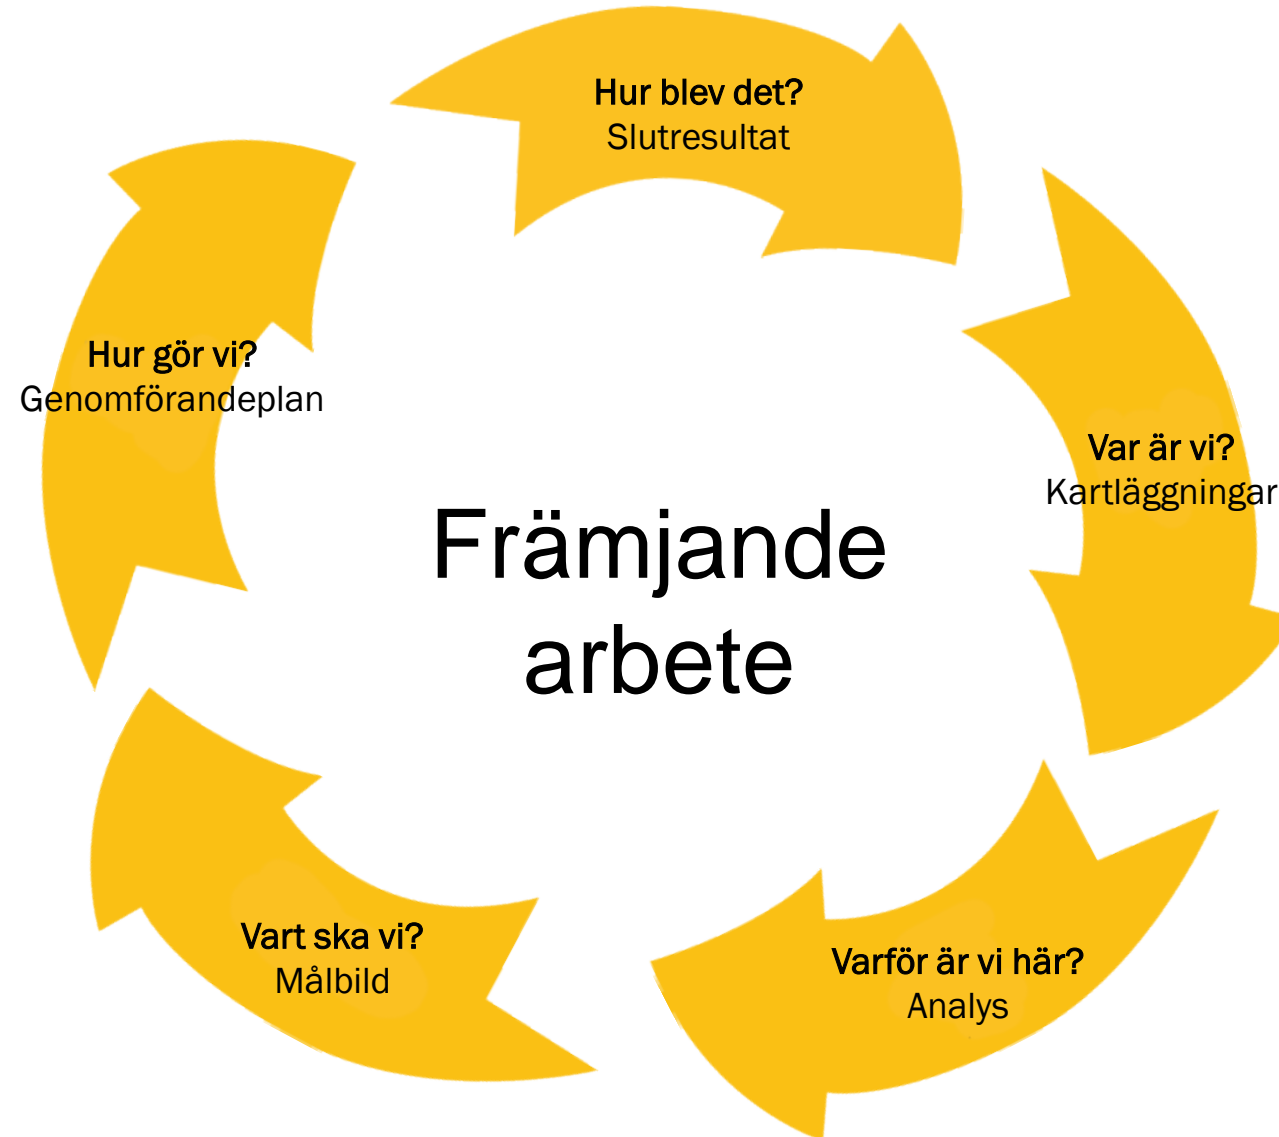 Hur blev det?
Slutresultat
Hur gör vi?
Genomförandeplan
Var är vi?
Kartläggningar
Främjande
arbete
Vart ska vi?
Målbild
Varför är vi här?
Analys